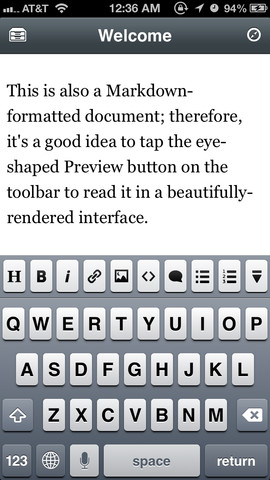 AT&T 12:36 AM 94%
Welcome
This is also a Markdown-
formatted document; therefore,
it's a good idea to tap the eye-
shaped Preview button on the
toolbar to read it in a beautifully-
rendered interface.
H B i
Q W E R T Y U I O P
A S D F G H J K L
Z X C V B N M
123 space return